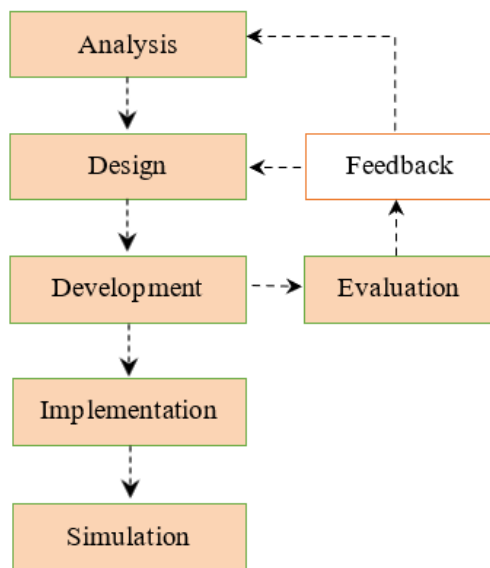 Analysis
Design
Feedback
Development
Evaluation
Implementation
Simulation